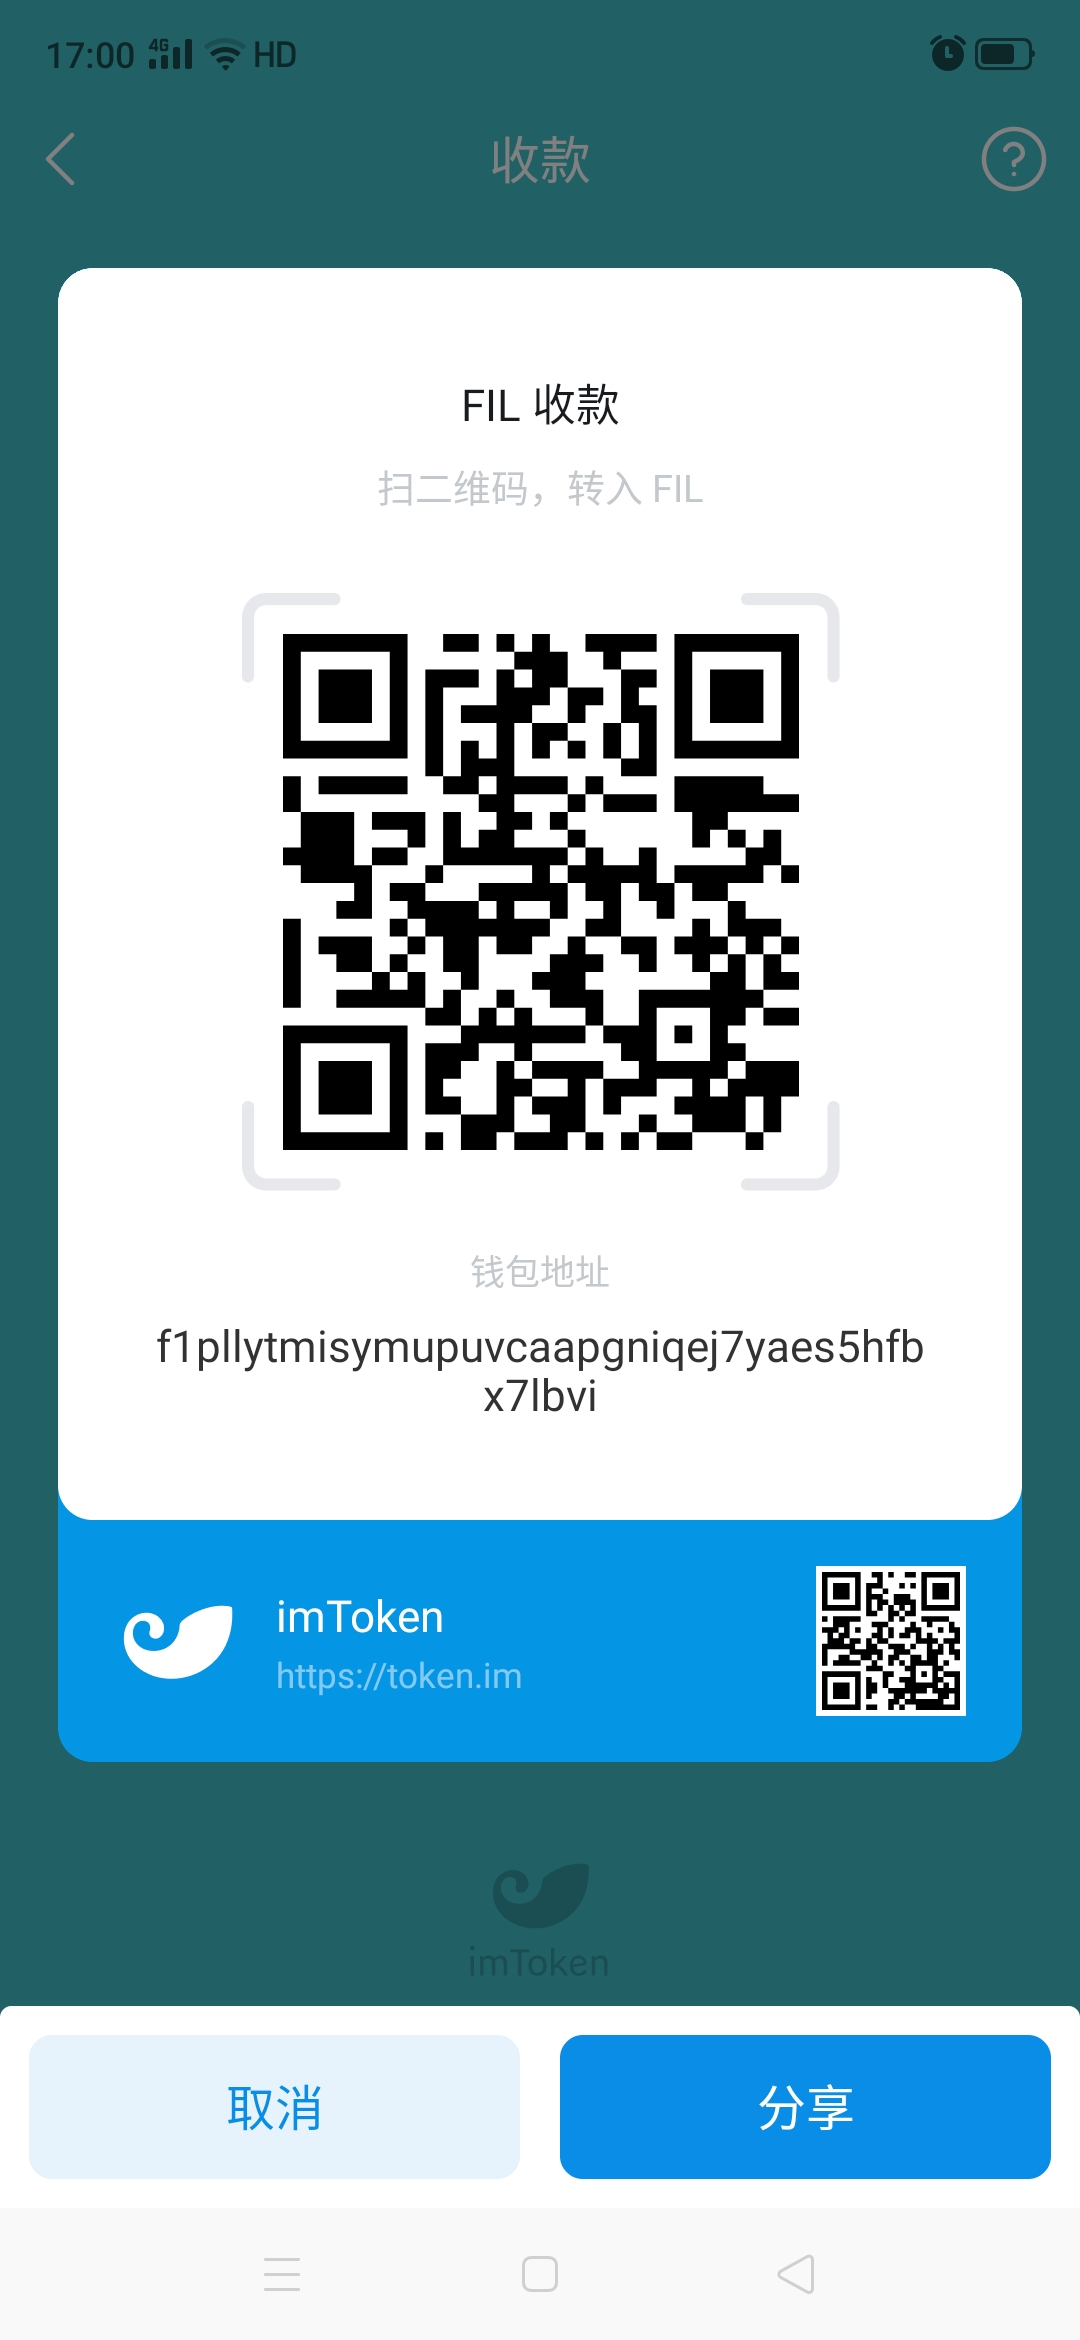 17:00 4G HD
收款
FIL 收款
扫二维码，转入 FIL
钱包地址
f1pllytmisymupuvcaapgniqej7yaes5hfb
x7lbvi
imToken
https://token.im
imToken
取消
分享